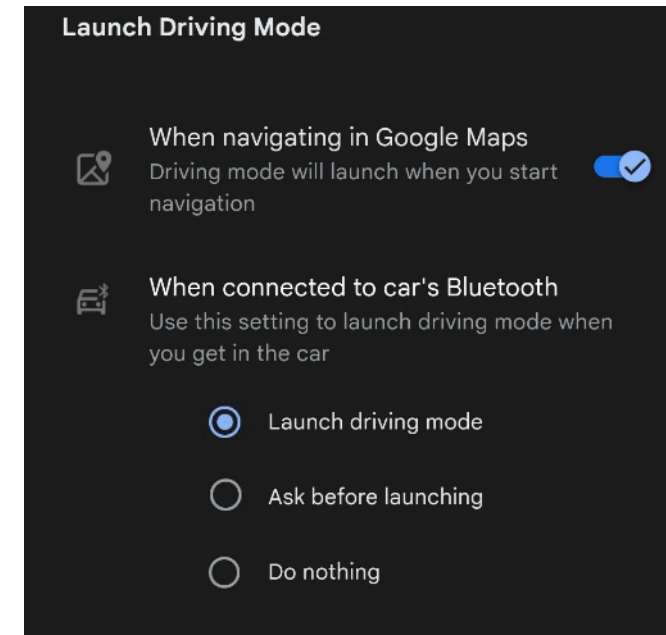 Launch Driving Mode
When navigating in Google Maps
Driving mode will launch when you start
navigation
When connected to car's Bluetooth
Use this setting to launch driving mode when
you get in the car
Launch driving mode
Ask before launching
Do nothing